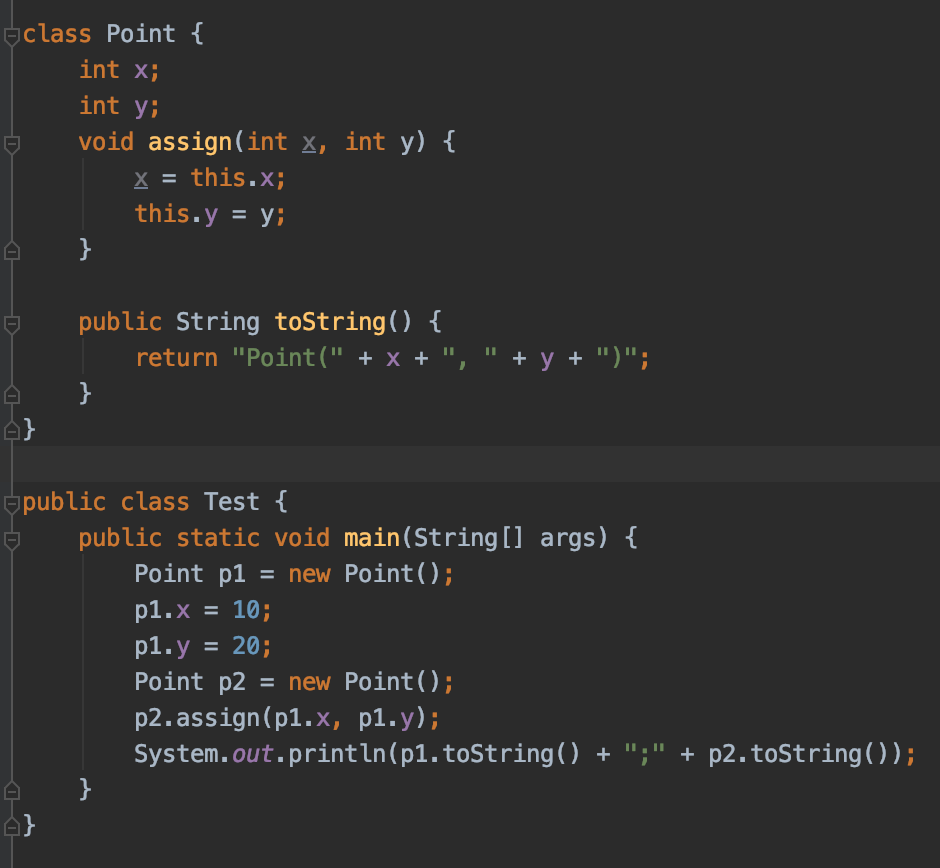 class Point {
    int x;
    int y;
    void assign(int x, int y) {
        x = this.x;
        this.y = y;
    }

    public String toString() {
        return "Point(" + x + ", " + y + ")";
    }
}

public class Test {
    public static void main(String[] args) {
        Point p1 = new Point();
        p1.x = 10;
        p1.y = 20;
        Point p2 = new Point();
        p2.assign(p1.x, p1.y);
        System.out.println(p1.toString() + ";" + p2.toString());
    }
}